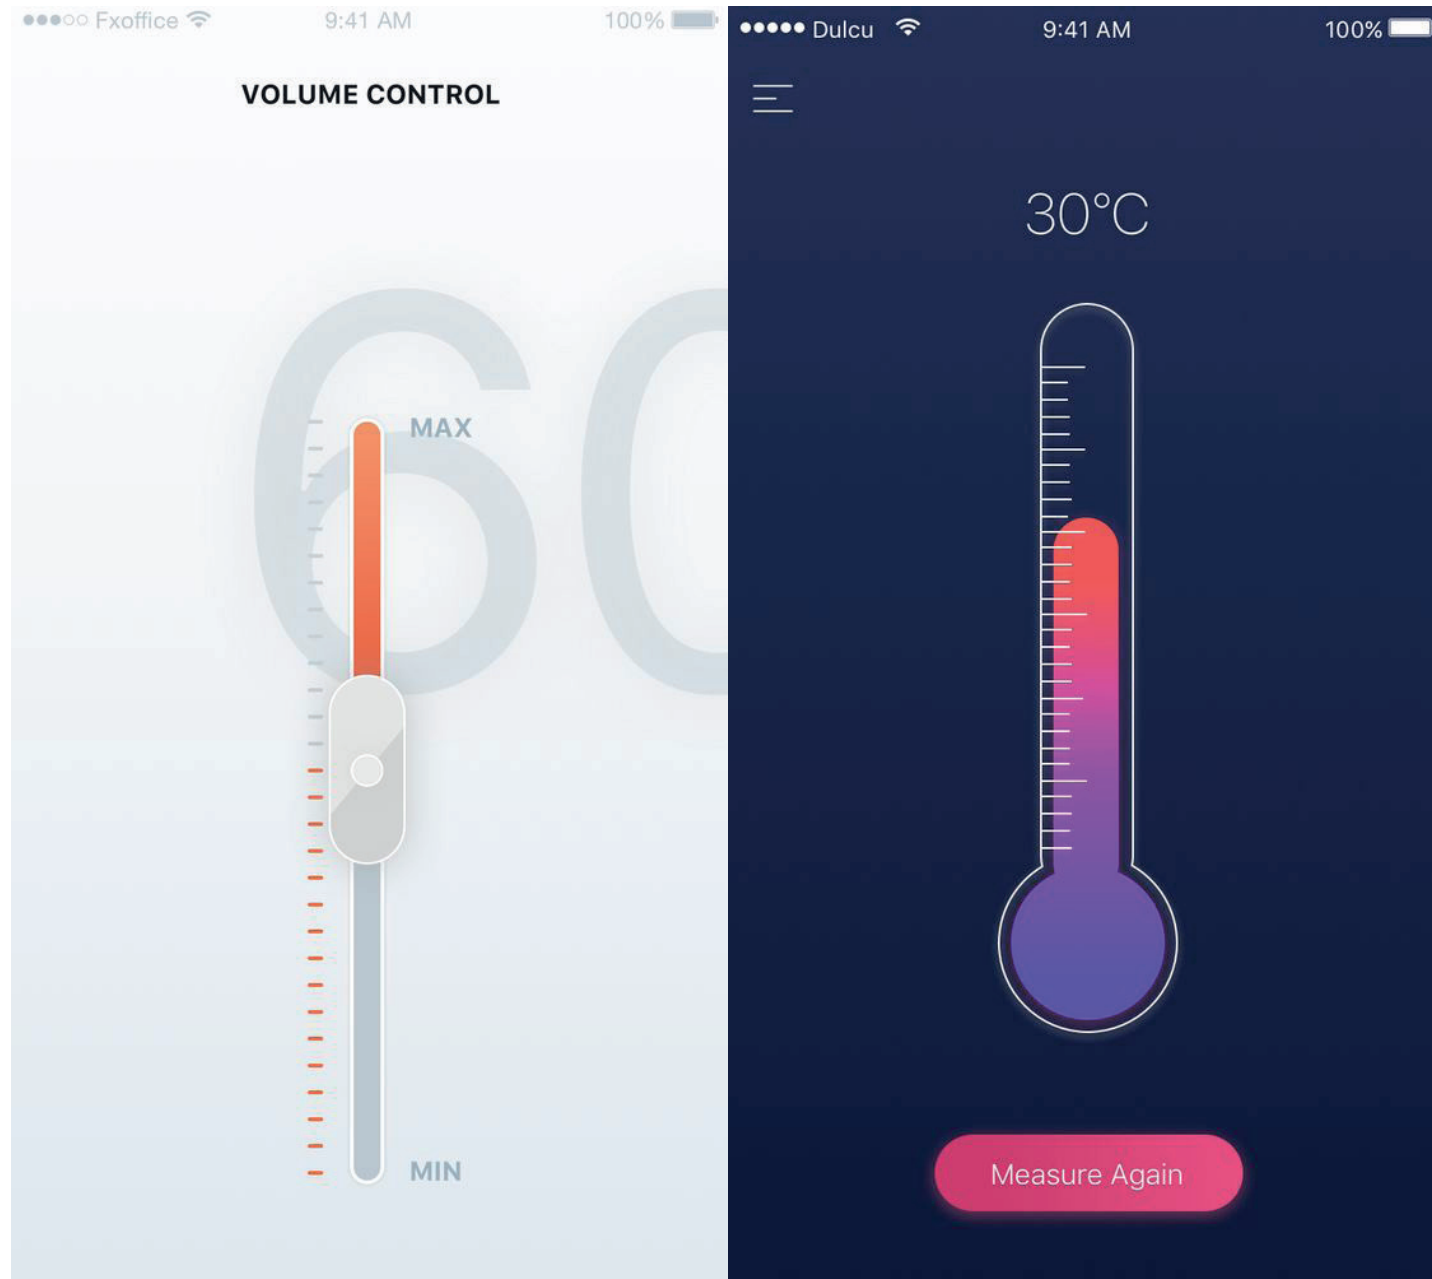 Fxoffice 9:41 AM 100%
VOLUME CONTROL
60
MAX
MIN
Dulcu 9:41 AM 100%
30°C
Measure Again